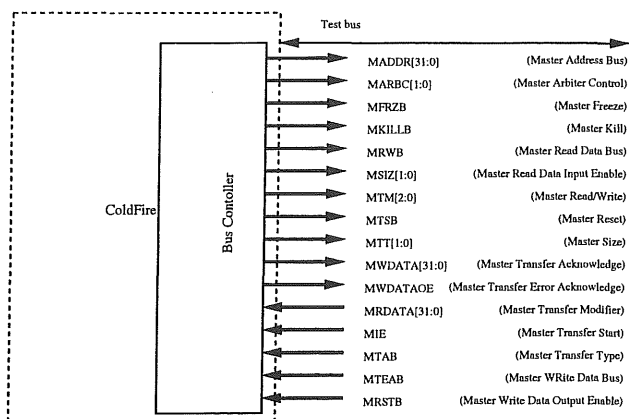 Test bus
MADDR[31:0] (Master Address Bus)
MARBC[1:0] (Master Arbiter Control)
MFRZB (Master Freeze)
MKILLB (Master Kill)
MRWB (Master Read Data Bus)
MSIZ[1:0] (Master Read Data Input Enable)
MTM[2:0] (Master Read/Write)
ColdFire
Bus Contoller
MTSB (Master Reset)
MTT[1:0] (Master Size)
MWDATA[31:0] (Master Transfer Acknowledge)
MWDATAOE (Master Transfer Error Acknowledge)
MRDATA[31:0] (Master Transfer Modifier)
MIE (Master Transfer Start)
MTAB (Master Transfer Type)
MTEAB (Master WRite Data Bus)
MRSTB (Master Write Data Output Enable)